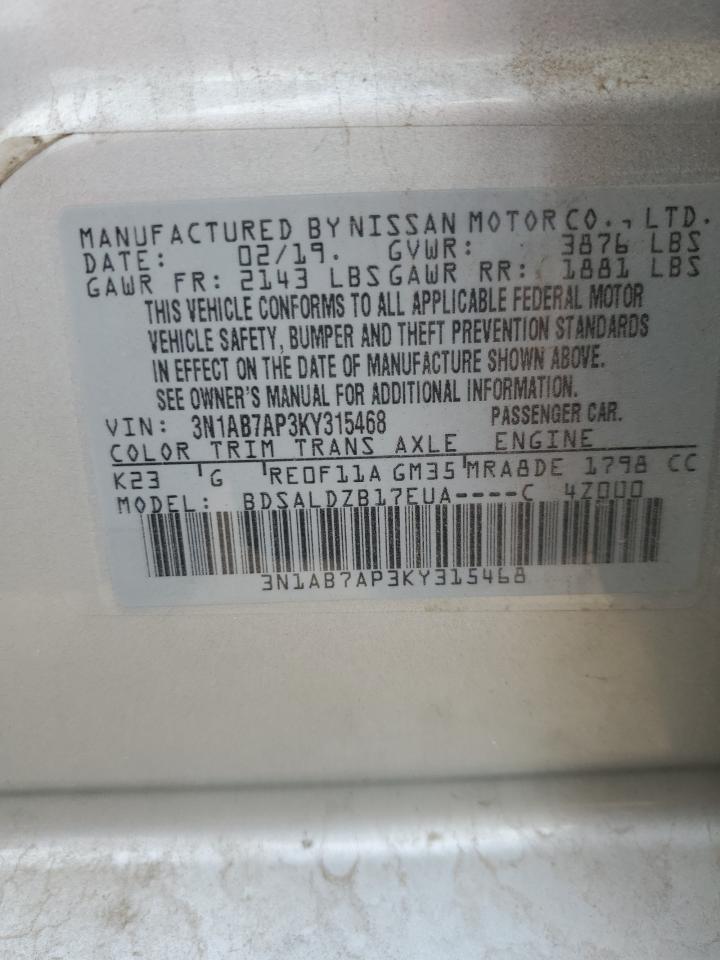 MANUFACTURED BY NISSAN MOTOR CO., LTD.
DATE: 02/19. GVWR: 3876 LBS
GAWR FR: 2143 LBS GAWR RR: 1881 LBS
THIS VEHICLE CONFORMS TO ALL APPLICABLE FEDERAL MOTOR
VEHICLE SAFETY, BUMPER AND THEFT PREVENTION STANDARDS
IN EFFECT ON THE DATE OF MANUFACTURE SHOWN ABOVE.
SEE OWNER'S MANUAL FOR ADDITIONAL INFORMATION.
VIN: 3N1AB7AP3KY315468 PASSENGER CAR.
COLOR TRIM TRANS AXLE ENGINE
K23 G RE0F11A GM35 MRA8DE 1798 CC
MODEL: BDSALDZB17EUA----C 4Z000
3N1AB7AP3KY315468